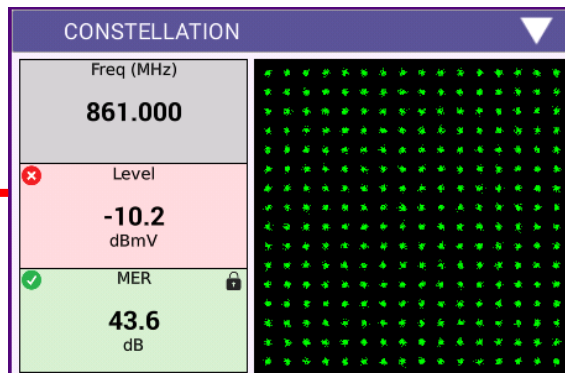 CONSTELLATION
Freq (MHz)
861.000
Level
-10.2
dBmV
MER
43.6
dB